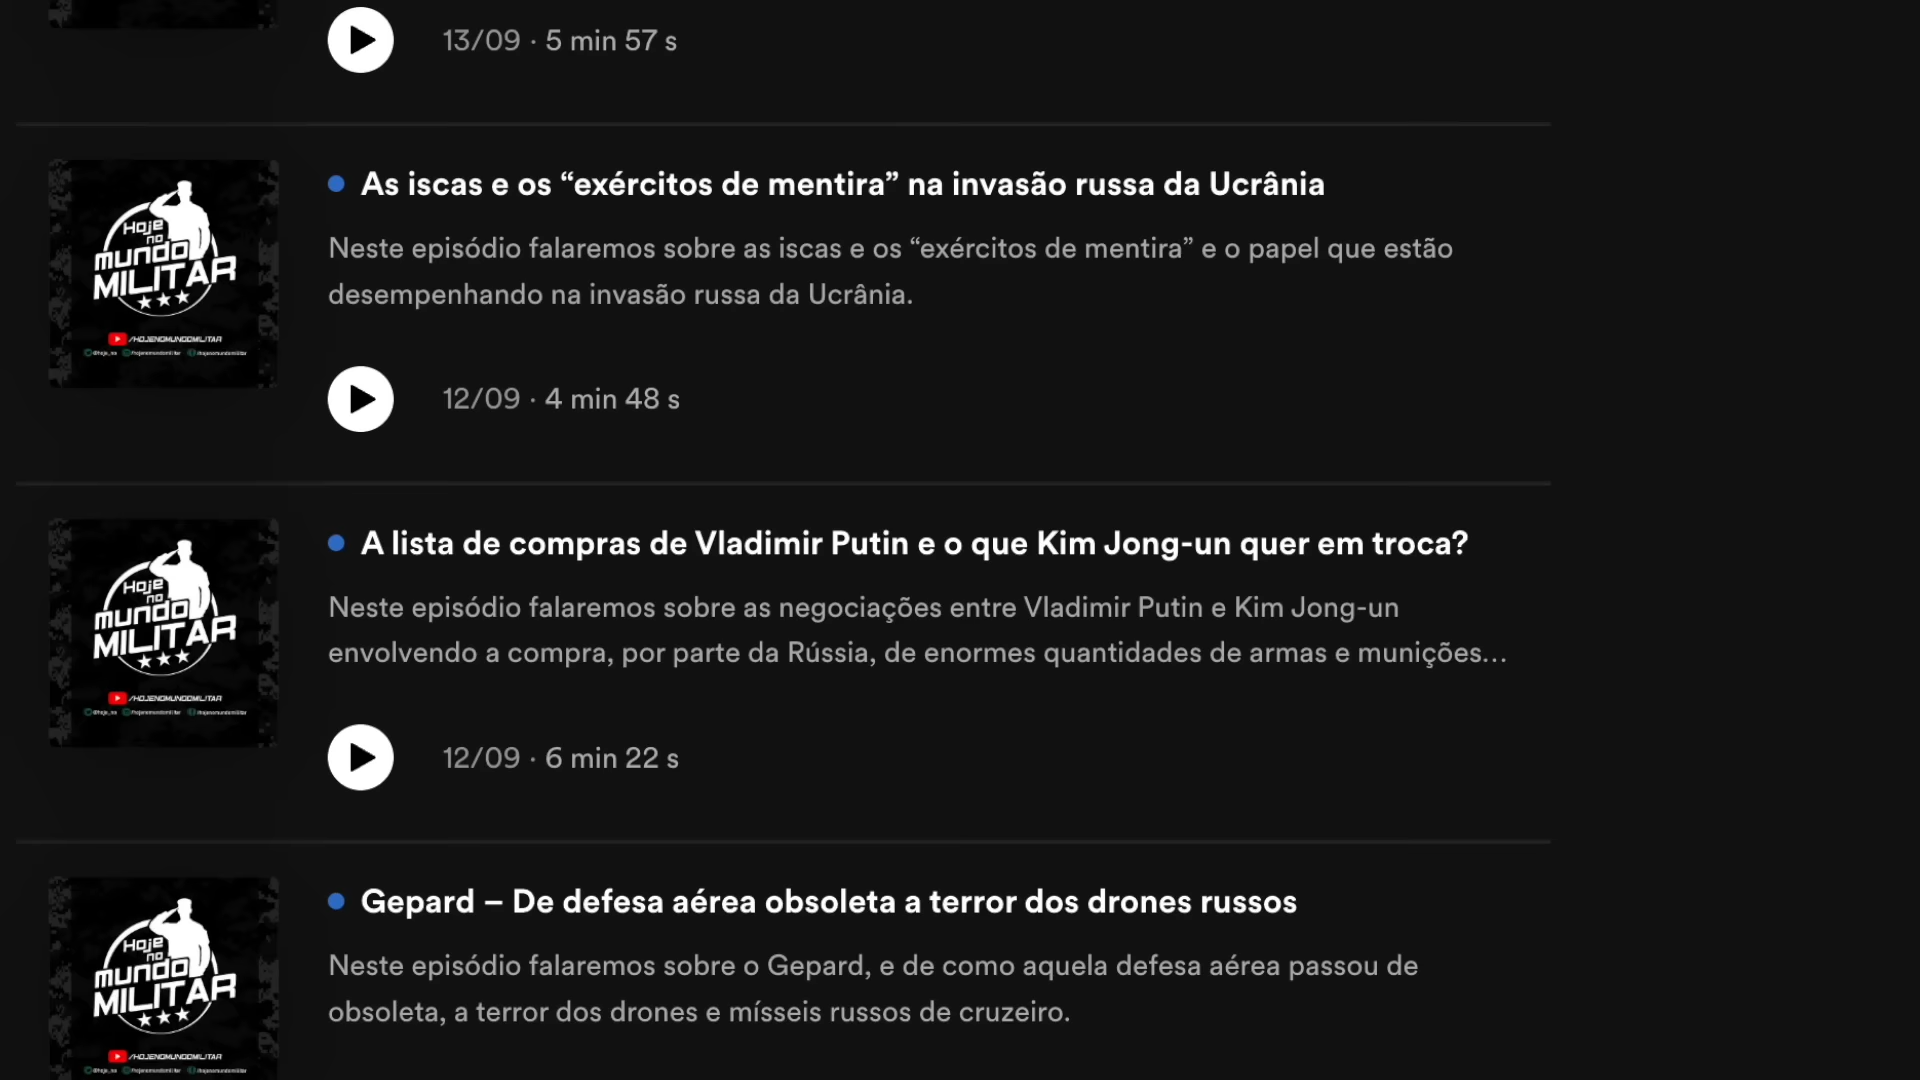 13/09 · 5 min 57 s
Hoje
no
mundo
MILITAR
/HOJENOMUNDOMILITAR
As iscas e os “exércitos de mentira” na invasão russa da Ucrânia
Neste episódio falaremos sobre as iscas e os “exércitos de mentira” e o papel que estão
desempenhando na invasão russa da Ucrânia.
12/09 · 4 min 48 s
Hoje
no
mundo
MILITAR
/HOJENOMUNDOMILITAR
A lista de compras de Vladimir Putin e o que Kim Jong-un quer em troca?
Neste episódio falaremos sobre as negociações entre Vladimir Putin e Kim Jong-un
envolvendo a compra, por parte da Rússia, de enormes quantidades de armas e munições…
12/09 · 6 min 22 s
Hoje
no
mundo
MILITAR
/HOJENOMUNDOMILITAR
Gepard – De defesa aérea obsoleta a terror dos drones russos
Neste episódio falaremos sobre o Gepard, e de como aquela defesa aérea passou de
obsoleta, a terror dos drones e mísseis russos de cruzeiro.